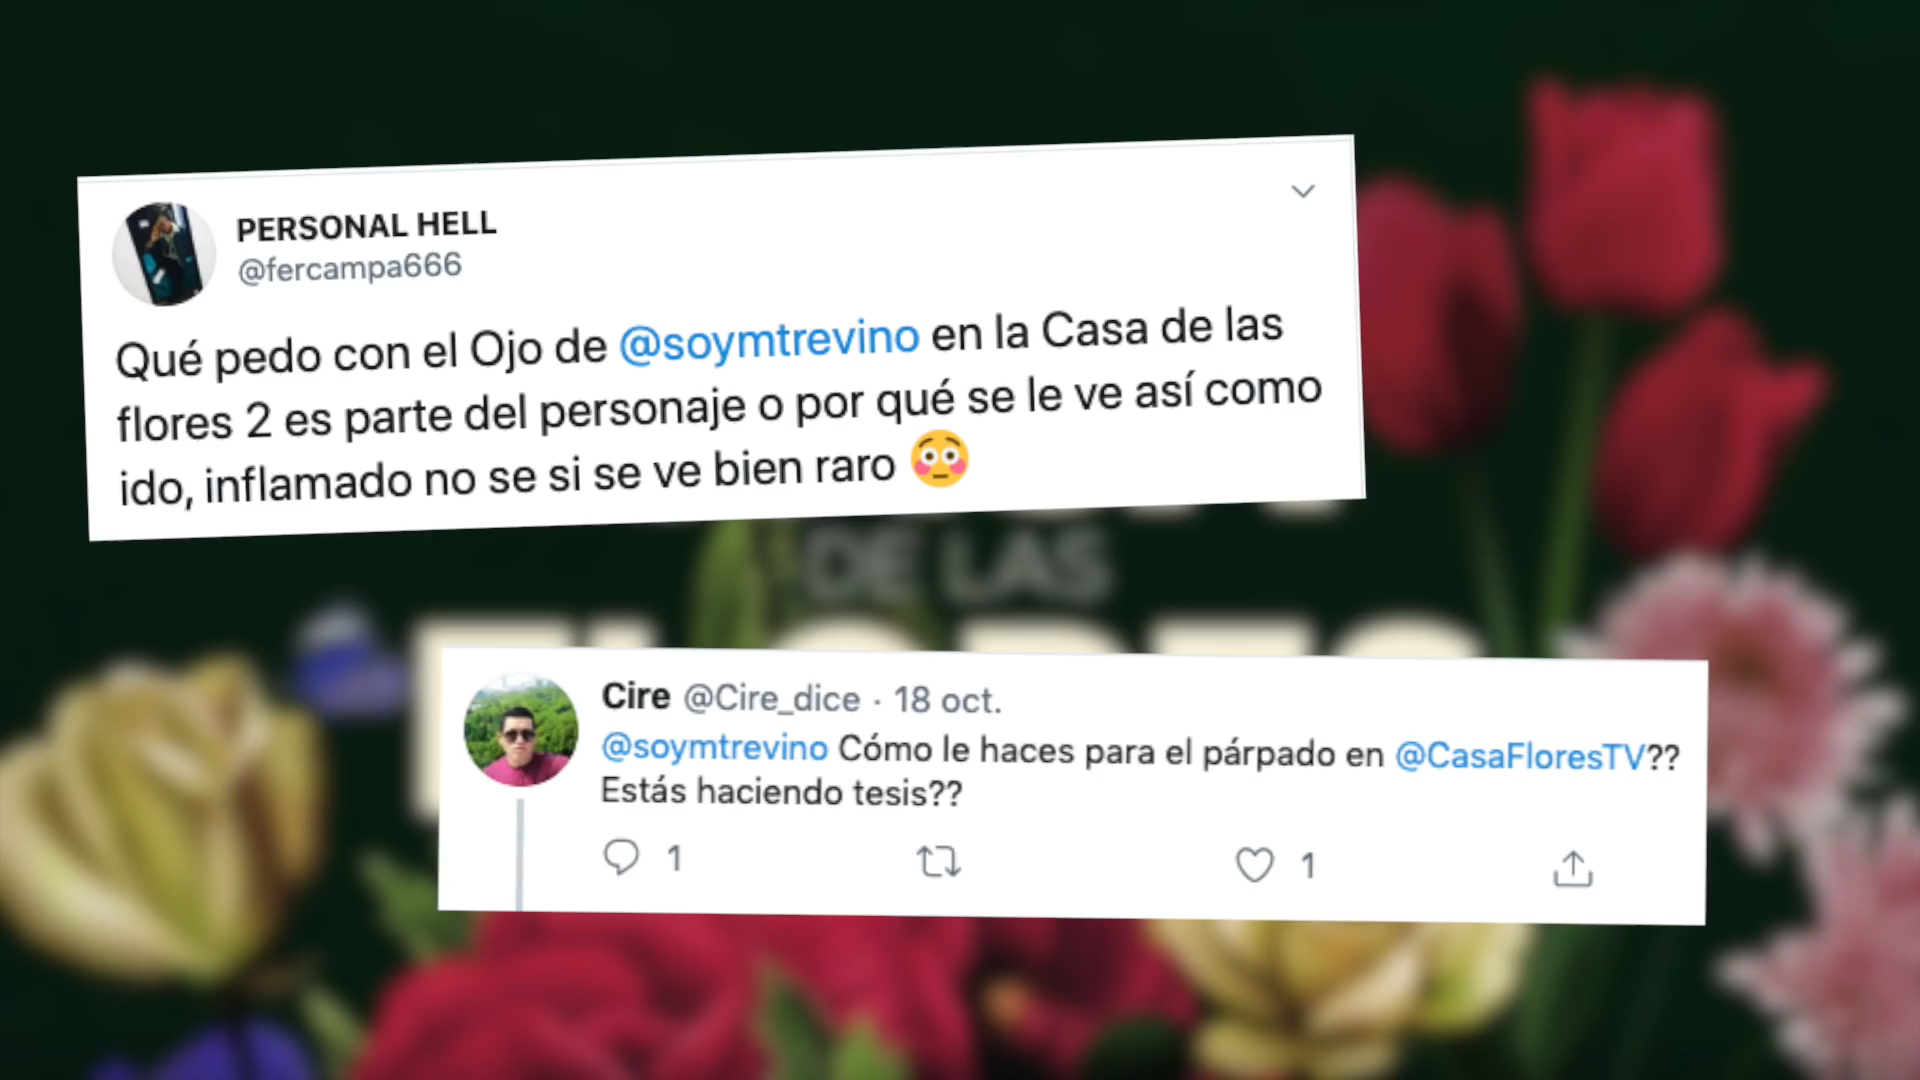 PERSONAL HELL
@fercampa666
Qué pedo con el Ojo de @soymtrevino en la Casa de las
flores 2 es parte del personaje o por qué se le ve así como
ido, inflamado no se si se ve bien raro 😳
DE LAS
Cire @Cire_dice · 18 oct.
@soymtrevino Cómo le haces para el párpado en @CasaFloresTV??
Estás haciendo tesis??
1
1